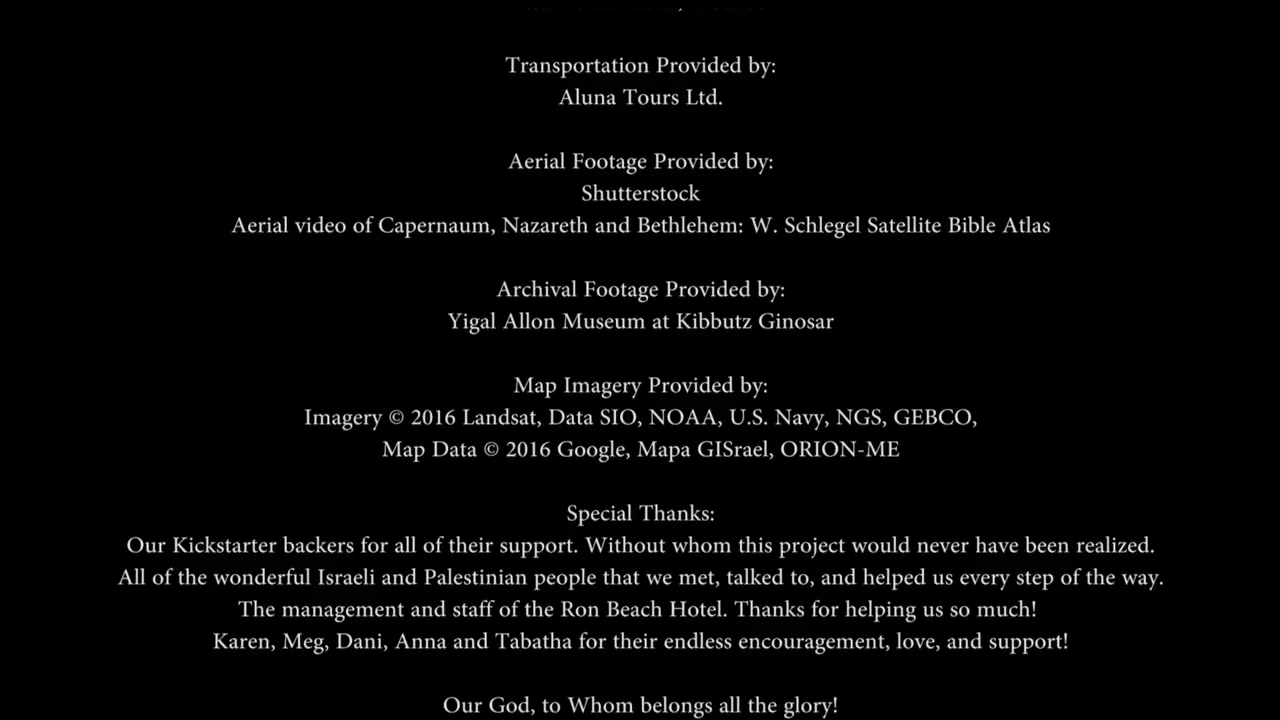 Transportation Provided by:
Aluna Tours Ltd.
Aerial Footage Provided by:
Shutterstock
Aerial video of Capernaum, Nazareth and Bethlehem: W. Schlegel Satellite Bible Atlas
Archival Footage Provided by:
Yigal Allon Museum at Kibbutz Ginosar
Map Imagery Provided by:
Imagery © 2016 Landsat, Data SIO, NOAA, U.S. Navy, NGS, GEBCO,
Map Data © 2016 Google, Mapa GISrael, ORION-ME
Special Thanks:
Our Kickstarter backers for all of their support. Without whom this project would never have been realized.
All of the wonderful Israeli and Palestinian people that we met, talked to, and helped us every step of the way.
The management and staff of the Ron Beach Hotel. Thanks for helping us so much!
Karen, Meg, Dani, Anna and Tabatha for their endless encouragement, love, and support!
Our God, to Whom belongs all the glory!